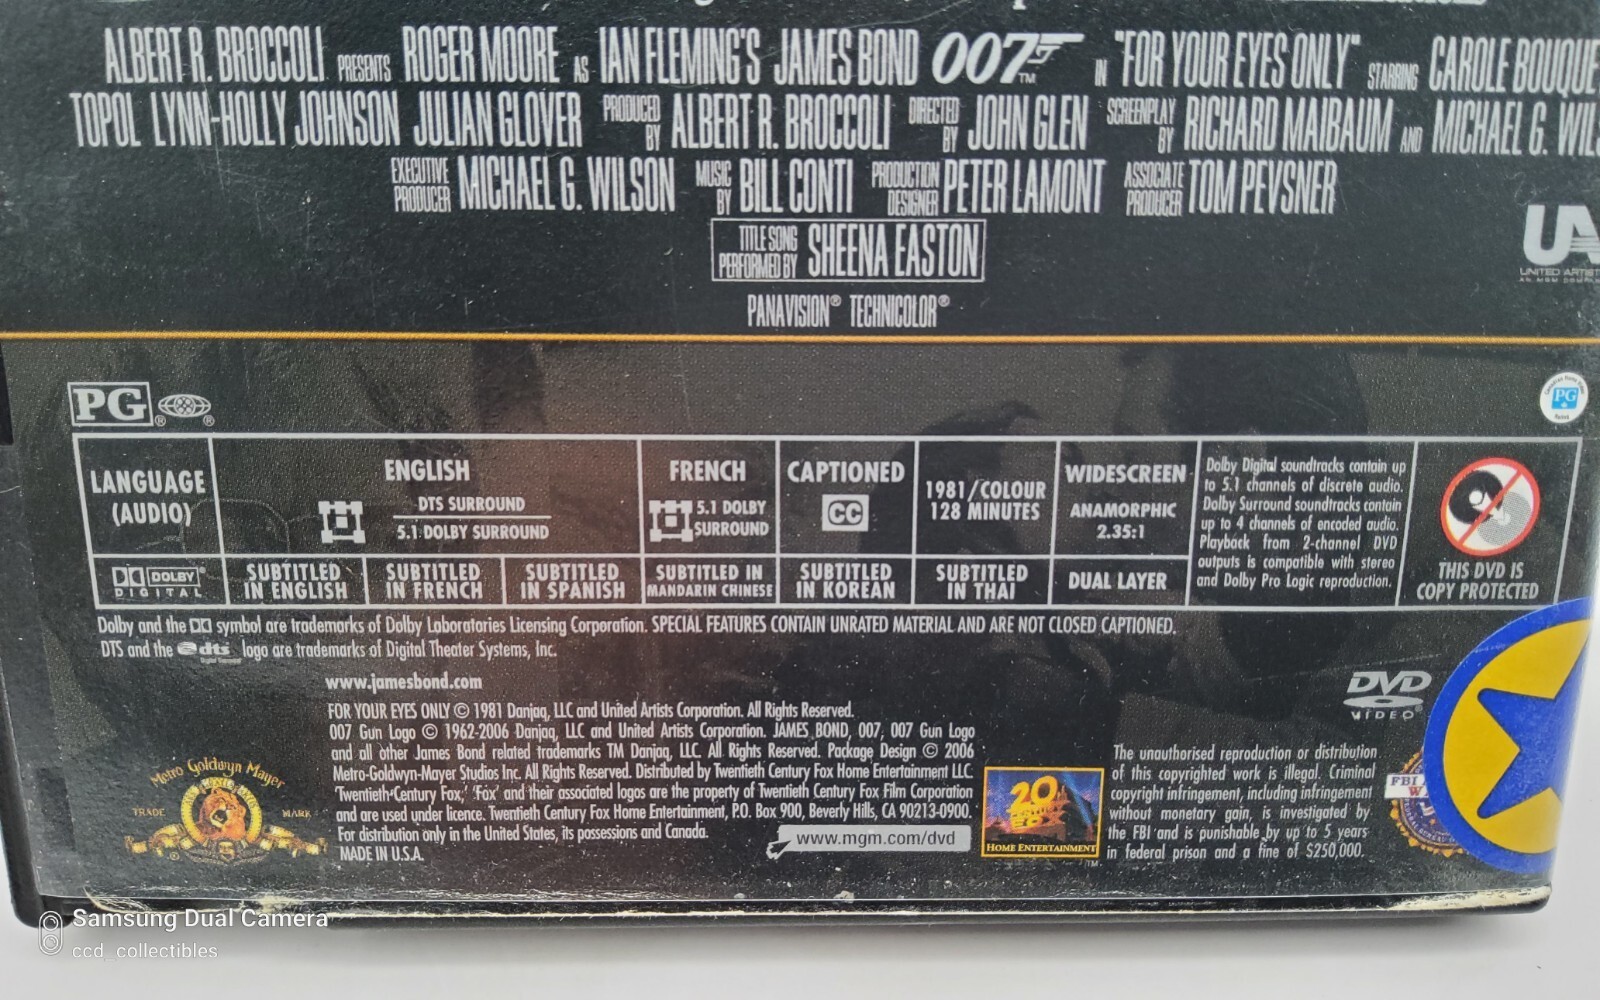 ALBERT R. BROCCOLI PRESENTS ROGER MOORE AS IAN FLEMING'S JAMES BOND 007 TM IN "FOR YOUR EYES ONLY" STARRING CAROLE BOUQUE
TOPOL LYNN-HOLLY JOHNSON JULIAN GLOVER PRODUCED BY ALBERT R. BROCCOLI DIRECTED BY JOHN GLEN SCREENPLAY BY RICHARD MAIBAUM AND MICHAEL G. WIL
EXECUTIVE PRODUCER MICHAEL G. WILSON MUSIC BY BILL CONTI PRODUCTION DESIGNER PETER LAMONT ASSOCIATE PRODUCER TOM PEVSNER
TITLE SONG PERFORMED BY SHEENA EASTON
UA
UNITED ARTIST
PANAVISION® TECHNICOLOR®
PG
PG
LANGUAGE (AUDIO)
ENGLISH
DTS SURROUND
5.1 DOLBY SURROUND
FRENCH
5.1 DOLBY SURROUND
CAPTIONED
CC
1981/COLOUR
128 MINUTES
WIDESCREEN
ANAMORPHIC
2.35:1
Dolby Digital soundtracks contain up
to 5.1 channels of discrete audio.
Dolby Surround soundtracks contain
up to 4 channels of encoded audio.
Playback from 2-channel DVD
outputs is compatible with stereo
and Dolby Pro Logic reproduction.
THIS DVD IS
COPY PROTECTED
DOLBY
DIGITAL
SUBTITLED IN ENGLISH
SUBTITLED IN FRENCH
SUBTITLED IN SPANISH
SUBTITLED IN MANDARIN CHINESE
SUBTITLED IN KOREAN
SUBTITLED IN THAI
DUAL LAYER
Dolby and the symbol are trademarks of Dolby Laboratories Licensing Corporation. SPECIAL FEATURES CONTAIN UNRATED MATERIAL AND ARE NOT CLOSED CAPTIONED.
DTS and the dts logo are trademarks of Digital Theater Systems, Inc.
www.jamesbond.com
FOR YOUR EYES ONLY © 1981 Danjaq, LLC and United Artists Corporation. All Rights Reserved.
007 Gun Logo © 1962-2006 Danjaq, LLC and United Artists Corporation. JAMES BOND, 007, 007 Gun Logo
and all other James Bond related trademarks TM Danjaq, LLC. All Rights Reserved. Package Design © 2006
Metro-Goldwyn-Mayer Studios Inc. All Rights Reserved. Distributed by Twentieth Century Fox Home Entertainment LLC.
"Twentieth Century Fox," "Fox" and their associated logos are the property of Twentieth Century Fox Film Corporation
and are used under licence. Twentieth Century Fox Home Entertainment, P.O. Box 900, Beverly Hills, CA 90213-0900.
For distribution only in the United States, its possessions and Canada.
MADE IN U.S.A.
www.mgm.com/dvd
Metro Goldwyn Mayer
TRADE MARK
20
HOME ENTERTAINMENT
TM
DVD
VIDEO
The unauthorised reproduction or distribution
of this copyrighted work is illegal. Criminal
copyright infringement, including infringement
without monetary gain, is investigated by
the FBI and is punishable by up to 5 years
in federal prison and a fine of $250,000.
FBI
W
Samsung Dual Camera
ccd_collectibles